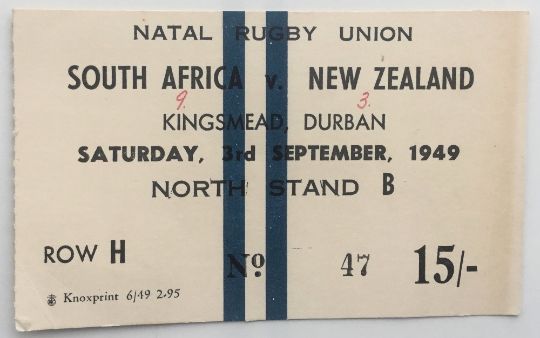 NATAL RUGBY UNION
SOUTH AFRICA v. NEW ZEALAND
9. 3.
KINGSMEAD, DURBAN
SATURDAY, 3rd SEPTEMBER, 1949
NORTH STAND B
ROW H No 47 15/-
Knoxprint 6/49 2.95